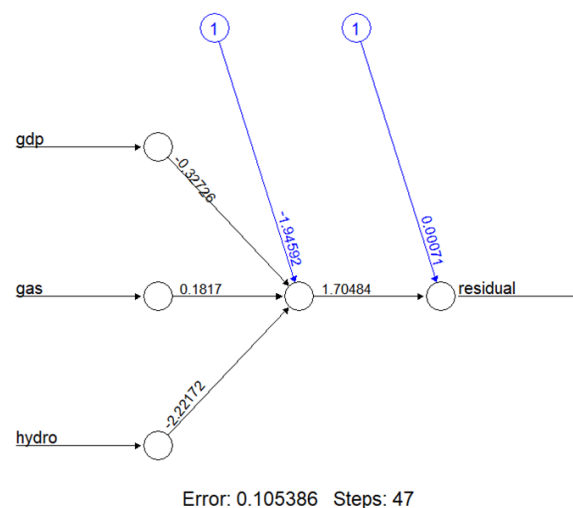 1
1
gdp
-0.32726
-1.94592
0.00071
gas
0.1817
1.70484
residual
-2.22172
hydro
Error: 0.105386 Steps: 47